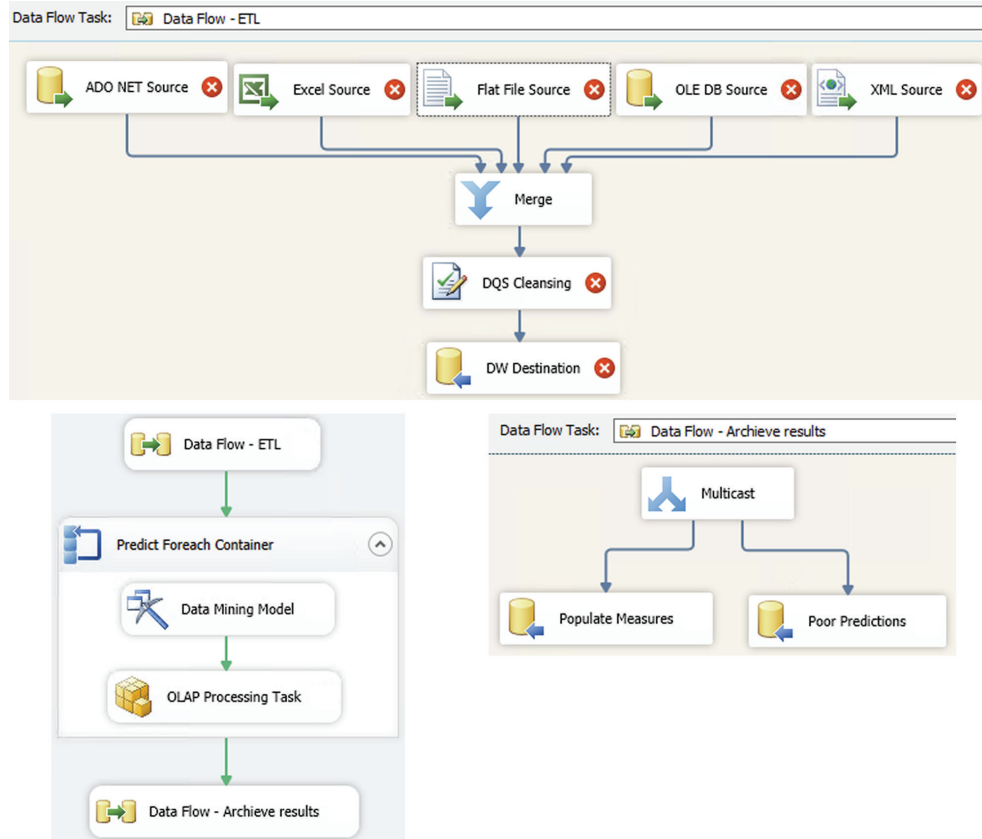 Data Flow Task: Data Flow - ETL
ADO NET Source
Excel Source
Flat File Source
OLE DB Source
XML Source
Merge
DQS Cleansing
DW Destination
Data Flow - ETL
Predict Foreach Container
Data Mining Model
OLAP Processing Task
Data Flow - Archieve results
Data Flow Task: Data Flow - Archieve results
Multicast
Populate Measures
Poor Predictions